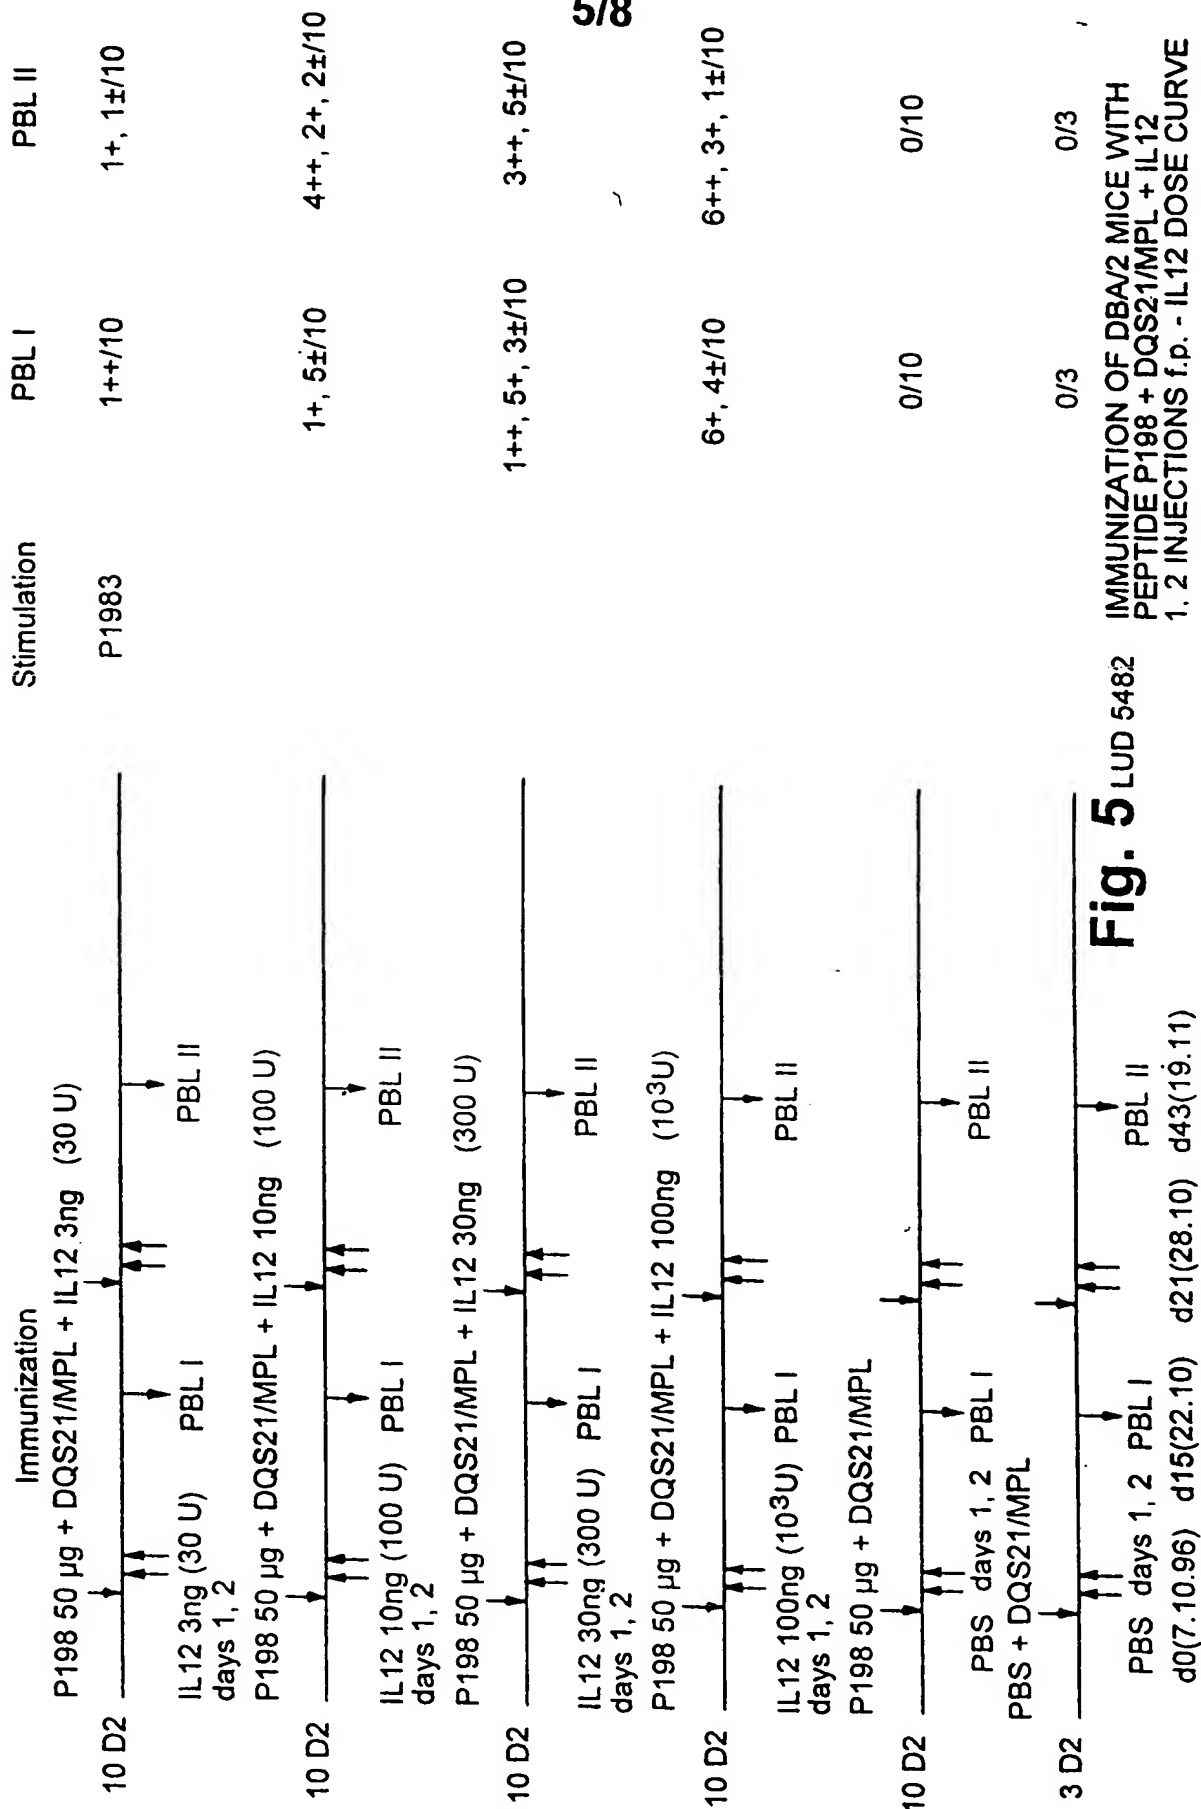 5/8
Immunization Stimulation PBL I PBL II
P198 50 µg + DQS21/MPL + IL12 3ng (30 U)
10 D2 P1983 1++/10 1+, 1±/10
IL12 3ng (30 U) PBL I PBL II
days 1, 2
P198 50 µg + DQS21/MPL + IL12 10ng (100 U)
10 D2 1+, 5±/10 4++, 2+, 2±/10
IL12 10ng (100 U) PBL I PBL II
days 1, 2
P198 50 µg + DQS21/MPL + IL12 30ng (300 U)
10 D2 1++, 5+, 3±/10 3++, 5±/10
IL12 30ng (300 U) PBL I PBL II
days 1, 2
P198 50 µg + DQS21/MPL + IL12 100ng (10³U)
10 D2 6+, 4±/10 6++, 3+, 1±/10
IL12 100ng (10³U) PBL I PBL II
days 1, 2
P198 50 µg + DQS21/MPL
10 D2 0/10 0/10
PBS days 1, 2 PBL I PBL II
PBS + DQS21/MPL
3 D2 0/3 0/3
PBS days 1, 2 PBL I PBL II
d0(7.10.96) d15(22.10) d21(28.10) d43(19.11)
Fig. 5 LUD 5482
IMMUNIZATION OF DBA/2 MICE WITH
PEPTIDE P198 + DQS21/MPL + IL12
1, 2 INJECTIONS f.p. - IL12 DOSE CURVE